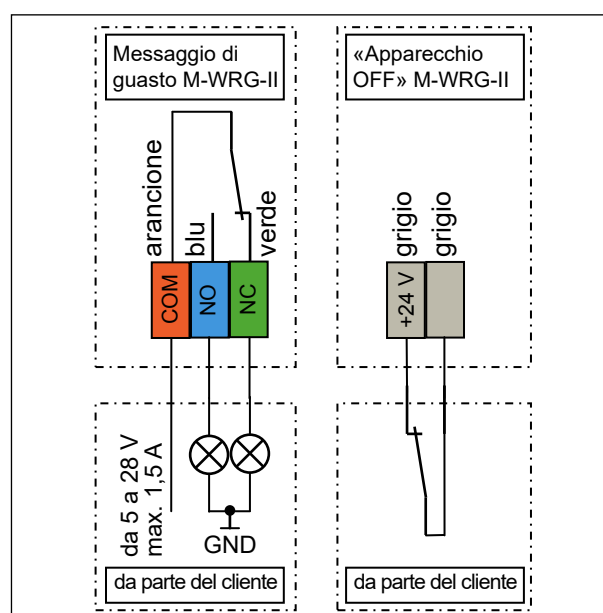 Messaggio di
guasto M-WRG-II
arancione
blu
verde
COM
NO
NC
da 5 a 28 V
max. 1,5 A
GND
da parte del cliente
«Apparecchio
OFF» M-WRG-II
grigio
grigio
+24 V
da parte del cliente